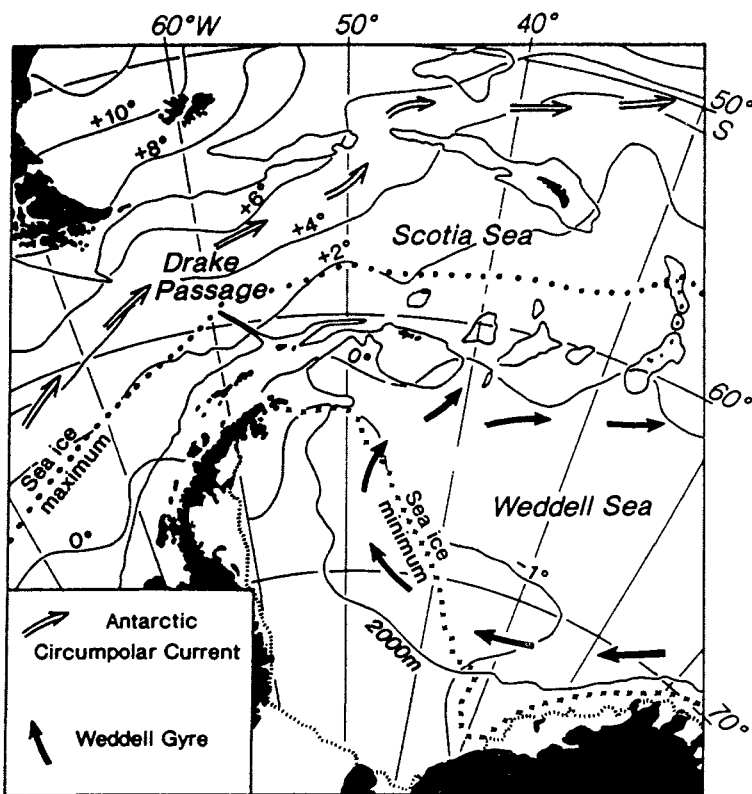 60°W
50°
40°
50°
S
+10°
+8°
+6°
+4°
Scotia Sea
Drake
Passage
+2°
0°
60°
Sea ice
maximum
Sea ice
minimum
Weddell Sea
0°
-1°
2000m
70°
Antarctic
Circumpolar Current
Weddell Gyre